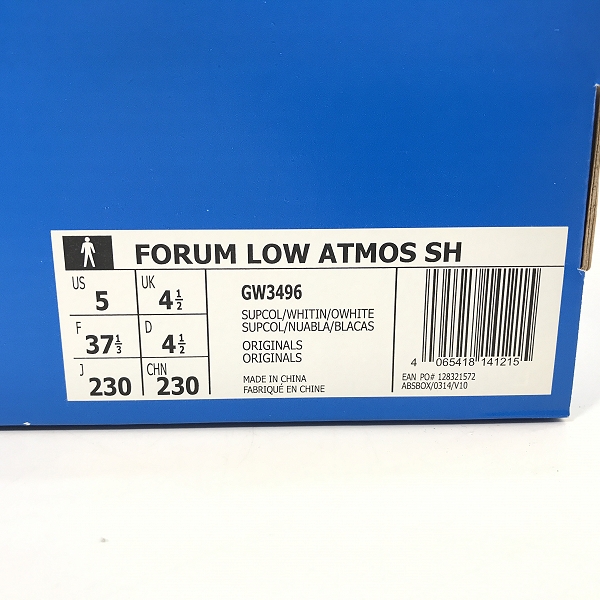 FORUM LOW ATMOS SH
US 5 UK 4½
F 37⅓ D 4½
J 230 CHN 230
GW3496
SUPCOL/WHITIN/OWHITE
SUPCOL/NUABLA/BLACAS
ORIGINALS
ORIGINALS
MADE IN CHINA
FABRIQUÉ EN CHINE
4 065418 141215
EAN PO# 128321572
ABSBOX/0314/V10